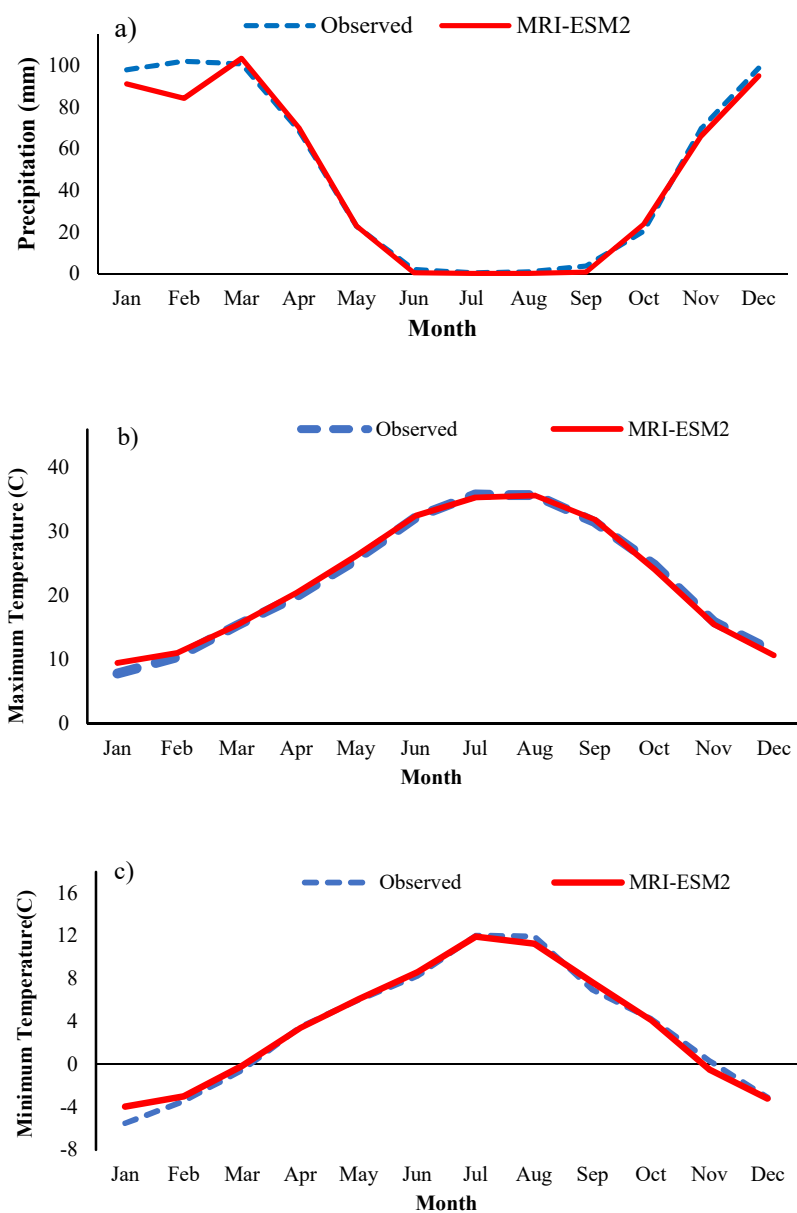 a)
Observed MRI-ESM2
Precipitation (mm)
100
80
60
40
20
0
Jan Feb Mar Apr May Jun Jul Aug Sep Oct Nov Dec
Month
b)
Observed MRI-ESM2
Maximum Temperature (C)
40
30
20
10
0
Jan Feb Mar Apr May Jun Jul Aug Sep Oct Nov Dec
Month
c)
Observed MRI-ESM2
Minimum Temperature(C)
16
12
8
4
0
-4
-8
Jan Feb Mar Apr May Jun Jul Aug Sep Oct Nov Dec
Month